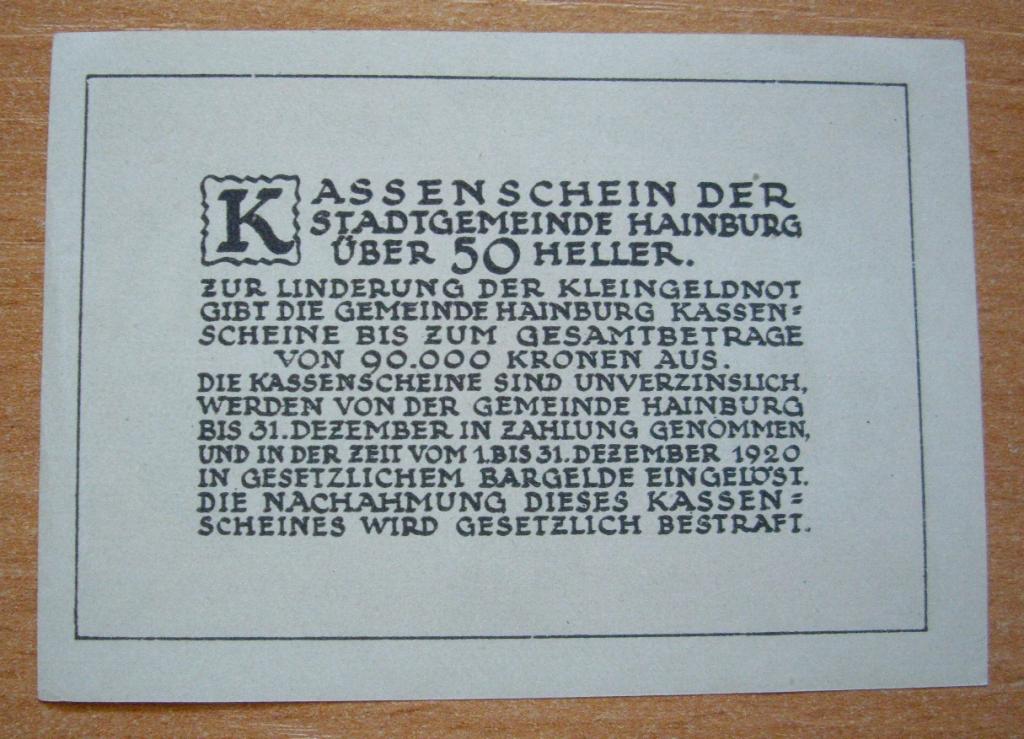 KASSENSCHEIN DER
STADTGEMEINDE HAINBURG
ÜBER 50 HELLER.
ZUR LINDERUNG DER KLEINGELDNOT
GIBT DIE GEMEINDE HAINBURG KASSEN=
SCHEINE BIS ZUM GESAMTBETRAGE
VON 90.000 KRONEN AUS.
DIE KASSENSCHEINE SIND UNVERZINSLICH,
WERDEN VON DER GEMEINDE HAINBURG
BIS 31. DEZEMBER IN ZAHLUNG GENOMMEN,
UND IN DER ZEIT VOM 1. BIS 31. DEZEMBER 1920
IN GESETZLICHEM BARGELDE EINGELÖST.
DIE NACHAHMUNG DIESES KASSEN=
SCHEINES WIRD GESETZLICH BESTRAFT.